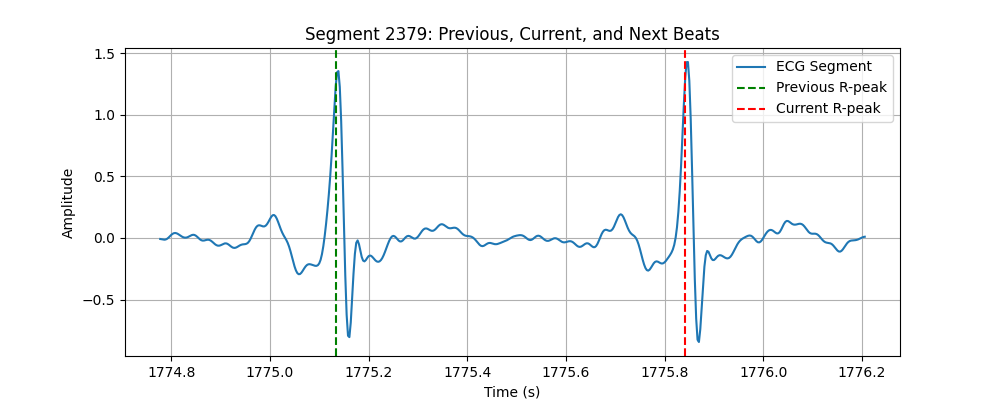 Segment 2379: Previous, Current, and Next Beats
1.5
1.0
0.5
0.0
−0.5
Amplitude
ECG Segment
Previous R-peak
Current R-peak
1774.8 1775.0 1775.2 1775.4 1775.6 1775.8 1776.0 1776.2
Time (s)